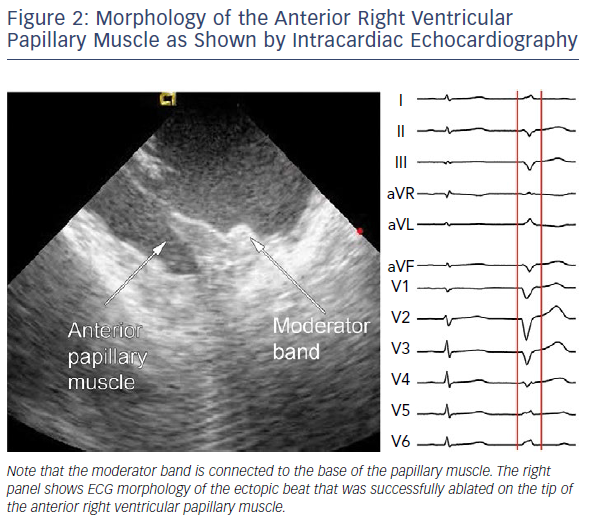 Figure 2: Morphology of the Anterior Right Ventricular
Papillary Muscle as Shown by Intracardiac Echocardiography
Anterior
papillary
muscle
Moderator
band
I
II
III
aVR
aVL
aVF
V1
V2
V3
V4
V5
V6
Note that the moderator band is connected to the base of the papillary muscle. The right
panel shows ECG morphology of the ectopic beat that was successfully ablated on the tip of
the anterior right ventricular papillary muscle.